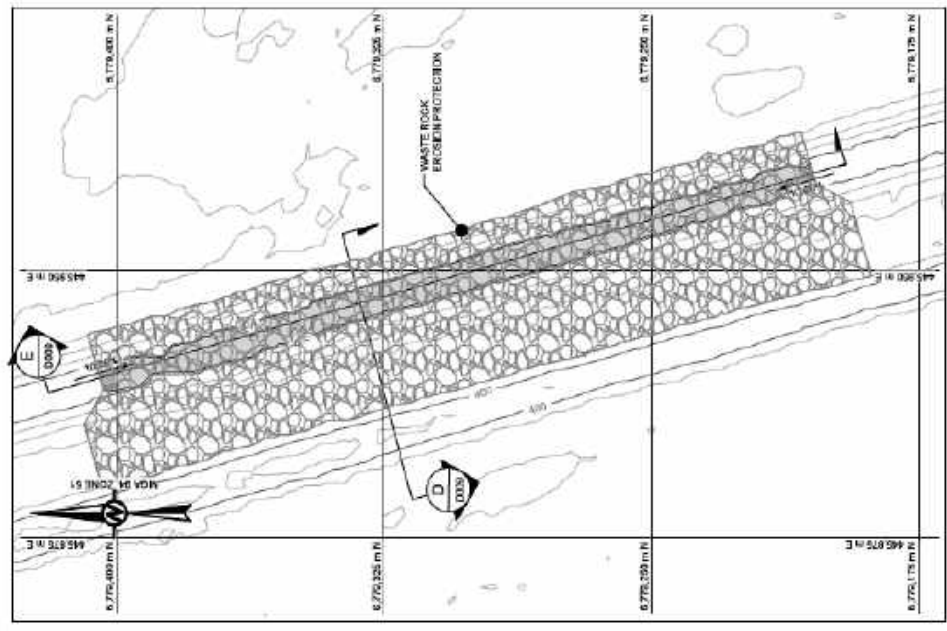 6,779,400 m N
6,779,325 m N
6,779,250 m N
6,779,175 m N
WASTE ROCK
EROSION PROTECTION
445,950 m E
445,950 m E
E
D009
D
D009
400
400
MGA 94 ZONE 51
N
445,875 m E
445,875 m E
6,779,400 m N
6,779,325 m N
6,779,250 m N
6,779,175 m N